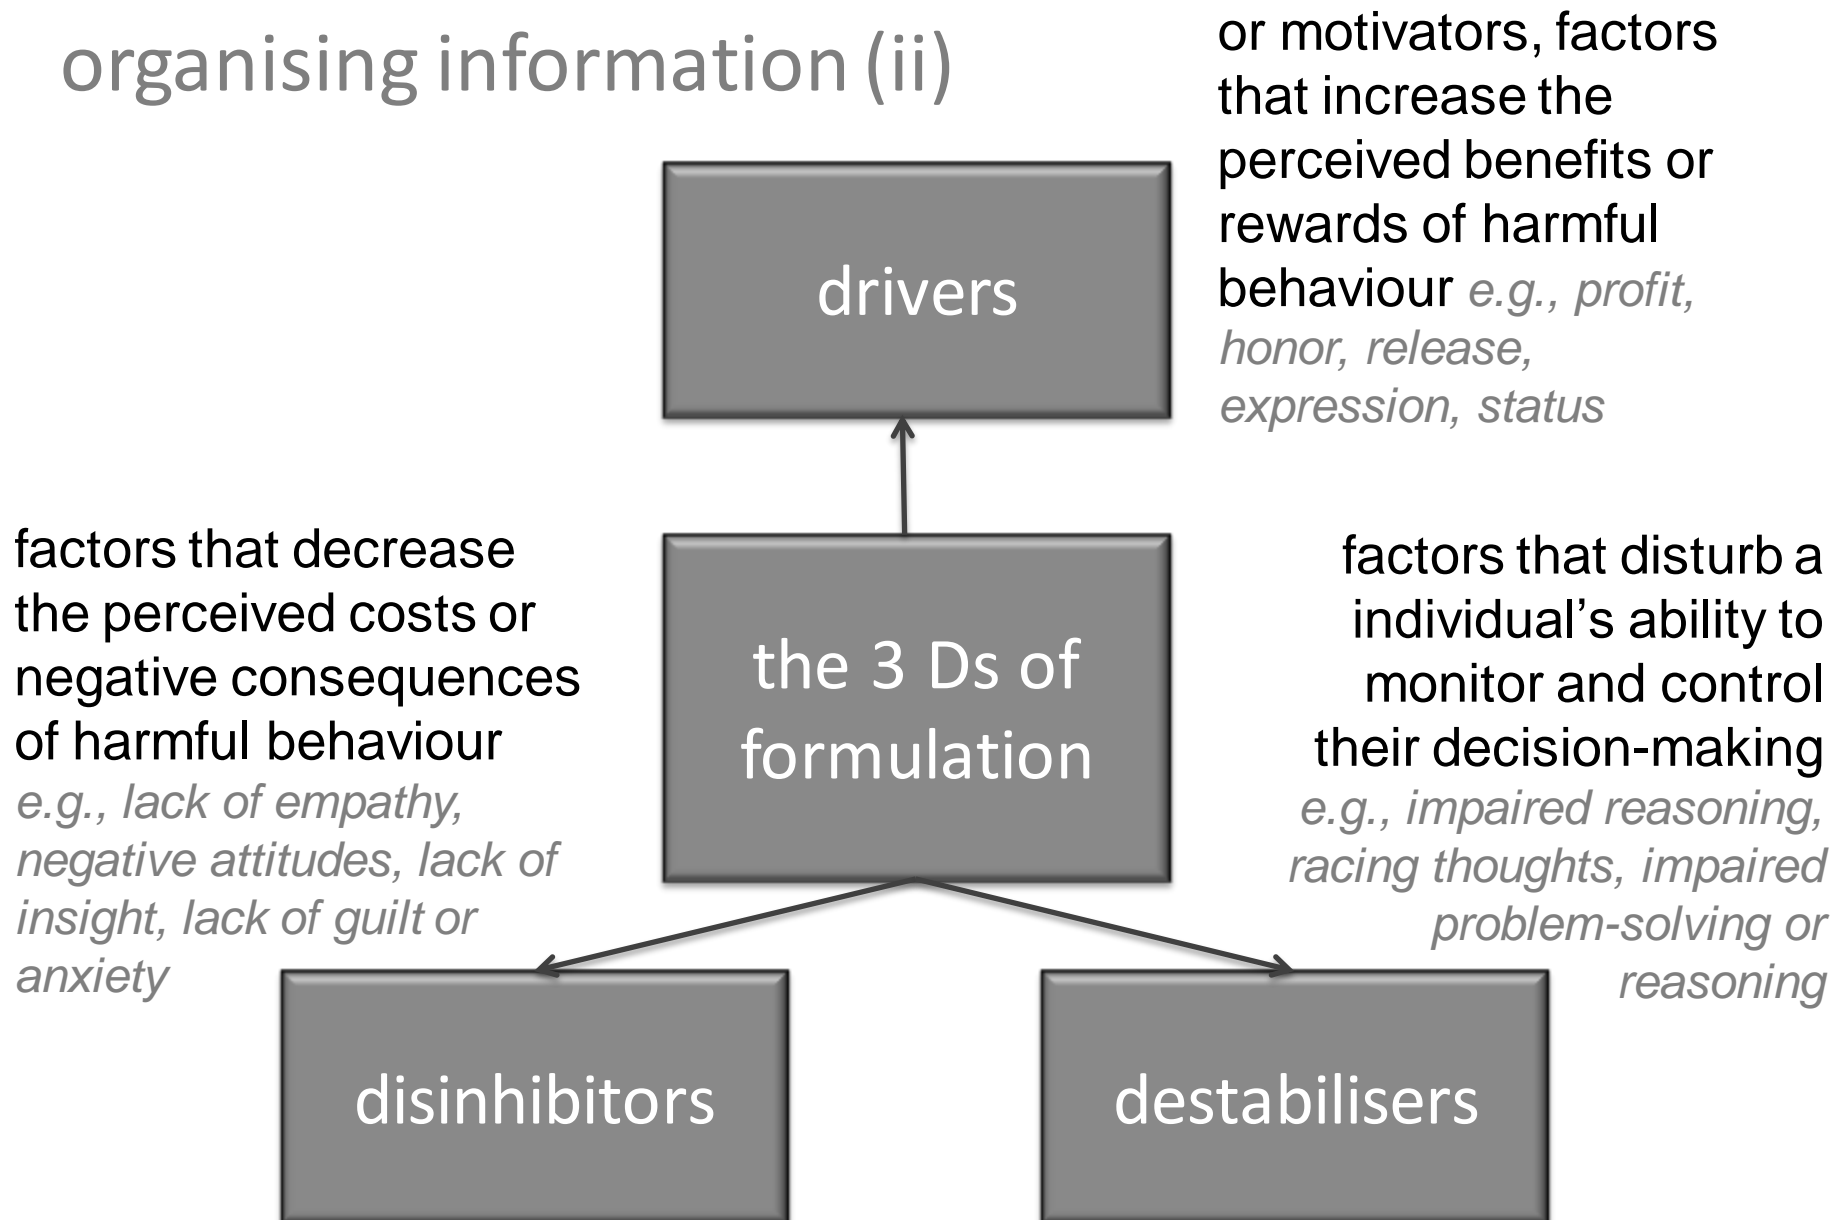 organising information (ii)
or motivators, factors
that increase the
perceived benefits or
rewards of harmful
behaviour e.g., profit,
honor, release,
expression, status
drivers
factors that decrease
the perceived costs or
negative consequences
of harmful behaviour
e.g., lack of empathy,
negative attitudes, lack of
insight, lack of guilt or
anxiety
the 3 Ds of
formulation
factors that disturb a
individual’s ability to
monitor and control
their decision-making
e.g., impaired reasoning,
racing thoughts, impaired
problem-solving or
reasoning
disinhibitors
destabilisers